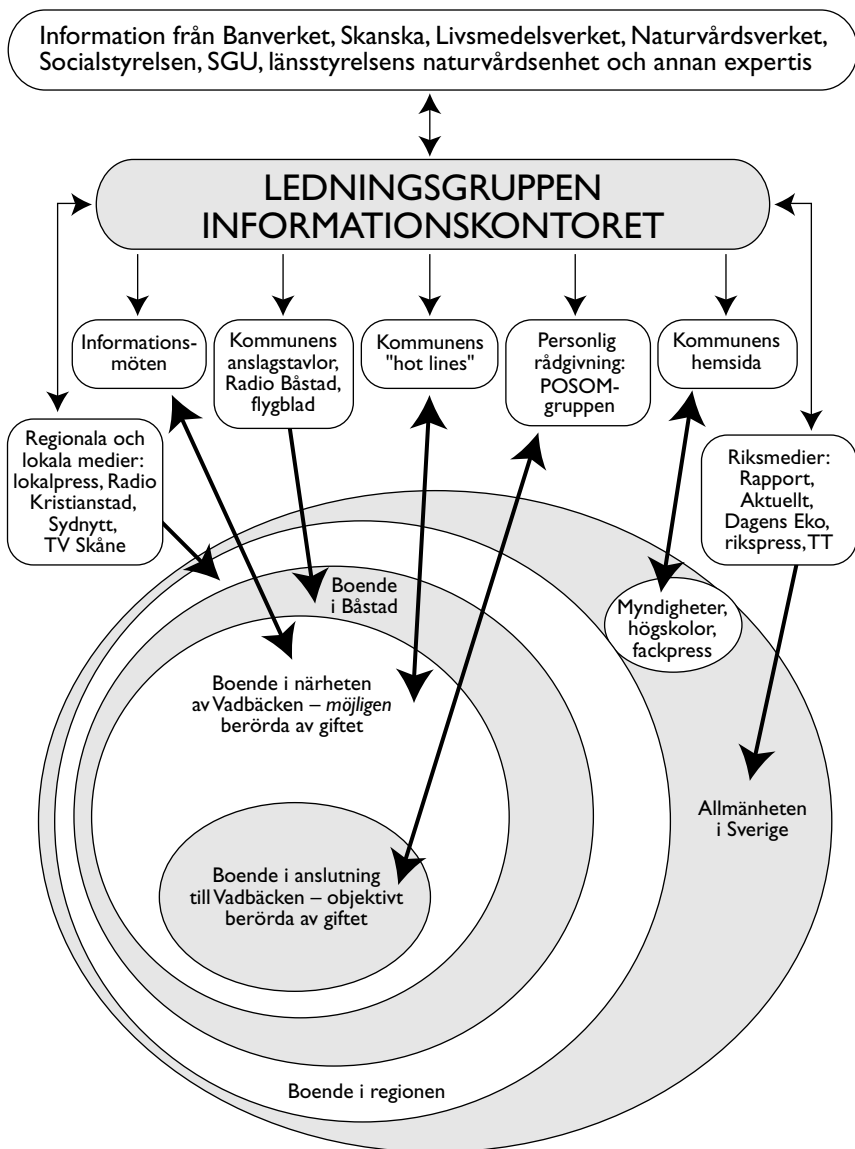 Information från Banverket, Skanska, Livsmedelsverket, Naturvårdsverket,
Socialstyrelsen, SGU, länsstyrelsens naturvårdsenhet och annan expertis
LEDNINGSGRUPPEN
INFORMATIONSKONTORET
Informations-
möten
Kommunens
anslagstavlor,
Radio Båstad,
flygblad
Kommunens
"hot lines"
Personlig
rådgivning:
POSOM-
gruppen
Kommunens
hemsida
Regionala och
lokala medier:
lokalpress, Radio
Kristianstad,
Sydnytt,
TV Skåne
Riksmedier:
Rapport,
Aktuellt,
Dagens Eko,
rikspress, TT
Boende
i Båstad
Myndigheter,
högskolor,
fackpress
Boende i närheten
av Vadbäcken – möjligen
berörda av giftet
Allmänheten
i Sverige
Boende i anslutning
till Vadbäcken – objektivt
berörda av giftet
Boende i regionen